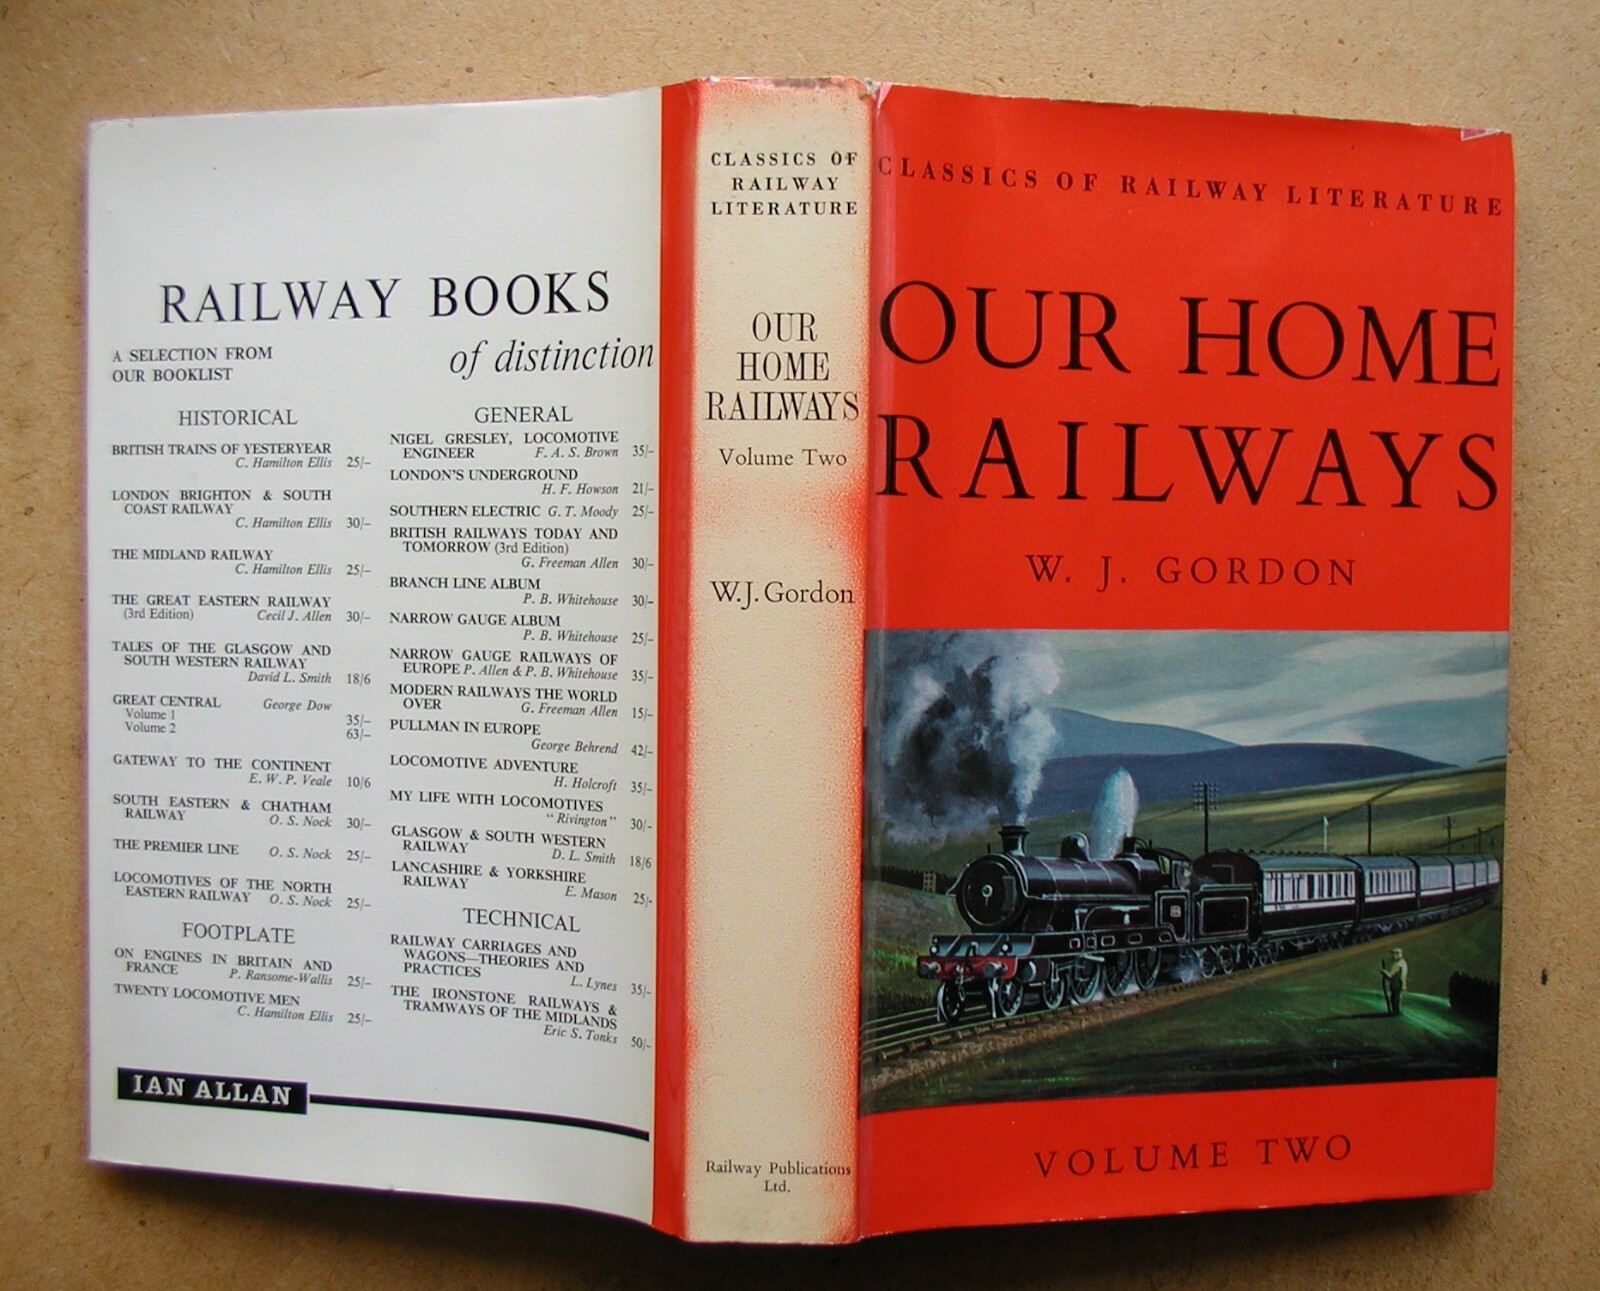 RAILWAY BOOKS
of distinction
A SELECTION FROM
OUR BOOKLIST
HISTORICAL
BRITISH TRAINS OF YESTERYEAR
C. Hamilton Ellis 25/–
LONDON BRIGHTON & SOUTH
COAST RAILWAY
C. Hamilton Ellis 30/–
THE MIDLAND RAILWAY
C. Hamilton Ellis 25/–
THE GREAT EASTERN RAILWAY
(3rd Edition) Cecil J. Allen 30/–
TALES OF THE GLASGOW AND
SOUTH WESTERN RAILWAY
David L. Smith 18/6
GREAT CENTRAL George Dow
Volume 1 35/–
Volume 2 63/–
GATEWAY TO THE CONTINENT
E. W. P. Veale 10/6
SOUTH EASTERN & CHATHAM
RAILWAY O. S. Nock 30/–
THE PREMIER LINE O. S. Nock 25/–
LOCOMOTIVES OF THE NORTH
EASTERN RAILWAY O. S. Nock 25/–
FOOTPLATE
ON ENGINES IN BRITAIN AND
FRANCE P. Ransome-Wallis 25/–
TWENTY LOCOMOTIVE MEN
C. Hamilton Ellis 25/–
GENERAL
NIGEL GRESLEY, LOCOMOTIVE
ENGINEER F. A. S. Brown 35/–
LONDON'S UNDERGROUND
H. F. Howson 21/–
SOUTHERN ELECTRIC G. T. Moody 25/–
BRITISH RAILWAYS TODAY AND
TOMORROW (3rd Edition)
G. Freeman Allen 30/–
BRANCH LINE ALBUM
P. B. Whitehouse 30/–
NARROW GAUGE ALBUM
P. B. Whitehouse 25/–
NARROW GAUGE RAILWAYS OF
EUROPE P. Allen & P. B. Whitehouse 35/–
MODERN RAILWAYS THE WORLD
OVER G. Freeman Allen 15/–
PULLMAN IN EUROPE
George Behrend 42/–
LOCOMOTIVE ADVENTURE
H. Holcroft 35/–
MY LIFE WITH LOCOMOTIVES
"Rivington" 30/–
GLASGOW & SOUTH WESTERN
RAILWAY D. L. Smith 18/6
LANCASHIRE & YORKSHIRE
RAILWAY E. Mason 25/–
TECHNICAL
RAILWAY CARRIAGES AND
WAGONS—THEORIES AND
PRACTICES L. Lynes 35/–
THE IRONSTONE RAILWAYS &
TRAMWAYS OF THE MIDLANDS
Eric S. Tonks 50/–
IAN ALLAN
CLASSICS OF
RAILWAY
LITERATURE
OUR
HOME
RAILWAYS
Volume Two
W.J. Gordon
Railway Publications
Ltd.
CLASSICS OF RAILWAY LITERATURE
OUR HOME
RAILWAYS
W. J. GORDON
VOLUME TWO